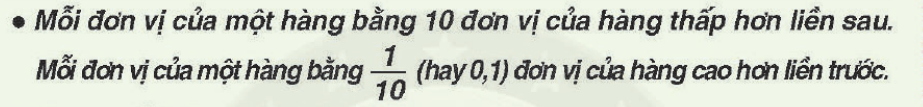 • Mỗi đơn vị của một hàng bằng 10 đơn vị của hàng thấp hơn liền sau.
Mỗi đơn vị của một hàng bằng 1/10 (hay 0,1) đơn vị của hàng cao hơn liền trước.